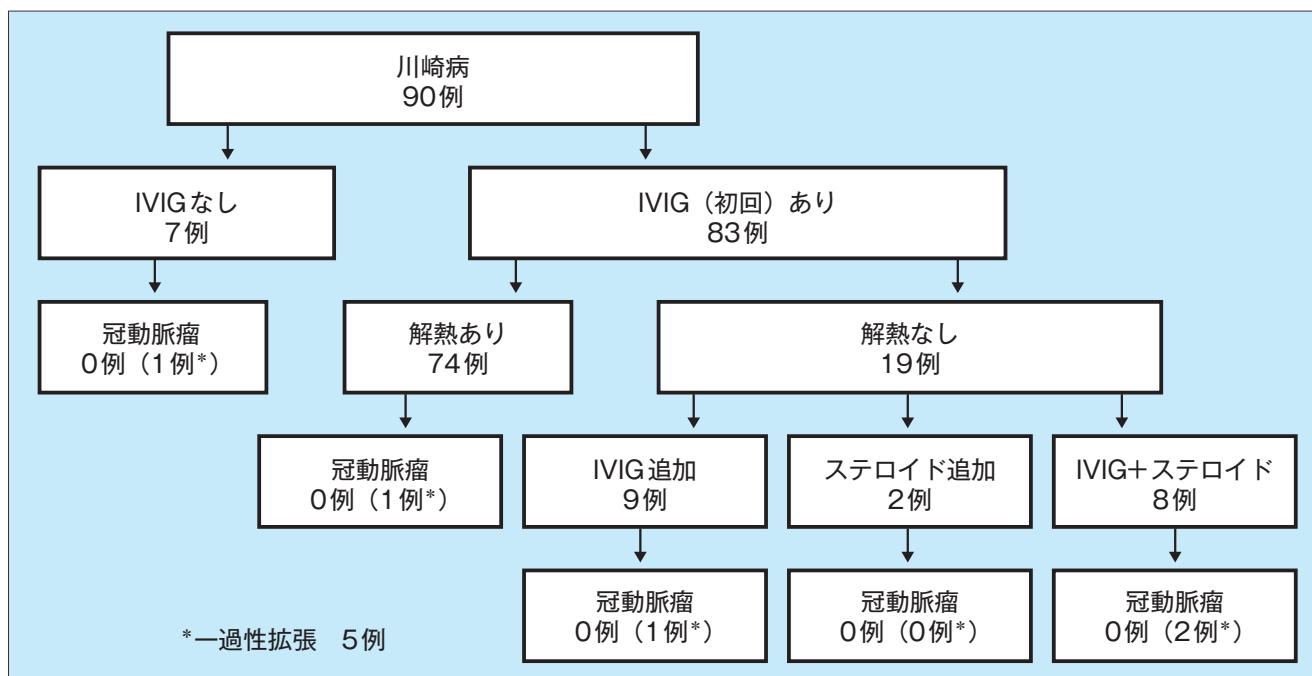 川崎病
90例
IVIGなし
7例
IVIG（初回）あり
83例
冠動脈瘤
0例（1例*）
解熱あり
74例
解熱なし
19例
冠動脈瘤
0例（1例*）
IVIG追加
9例
ステロイド追加
2例
IVIG＋ステロイド
8例
冠動脈瘤
0例（1例*）
冠動脈瘤
0例（0例*）
冠動脈瘤
0例（2例*）
*一過性拡張　5例